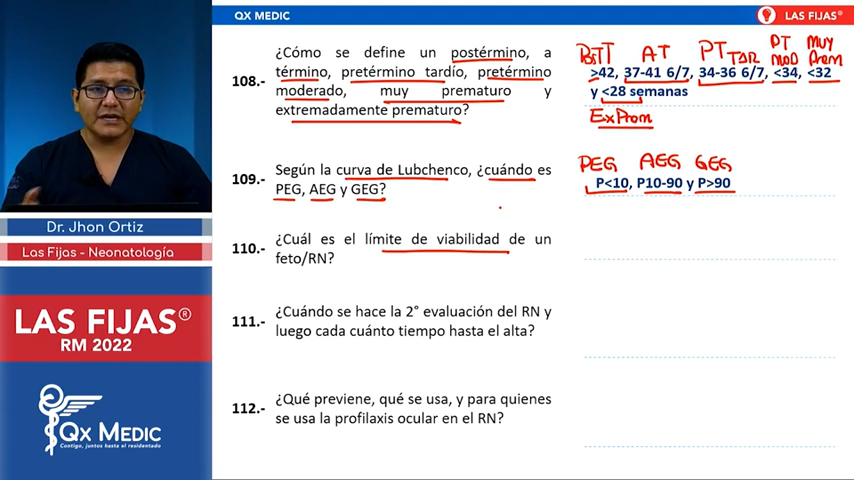 QX MEDIC
LAS FIJAS®
108.-
¿Cómo se define un postérmino, a
término, pretérmino tardío, pretérmino
moderado, muy prematuro y
extremadamente prematuro?
AT
PT TAR
PT MOD
MUY Prem
>42, 37-41 6/7, 34-36 6/7, <34, <32
y <28 semanas
Ex Prem
109.-
Según la curva de Lubchenco, ¿cuándo es
PEG, AEG y GEG?
PEG AEG GEG
P<10, P10-90 y P>90
110.-
¿Cuál es el límite de viabilidad de un
feto/RN?
111.-
¿Cuándo se hace la 2° evaluación del RN y
luego cada cuánto tiempo hasta el alta?
112.-
¿Qué previene, qué se usa, y para quienes
se usa la profilaxis ocular en el RN?
Dr. Jhon Ortiz
Las Fijas - Neonatología
LAS FIJAS®
RM 2022
QX MEDIC
Contigo, juntos hasta el residentado